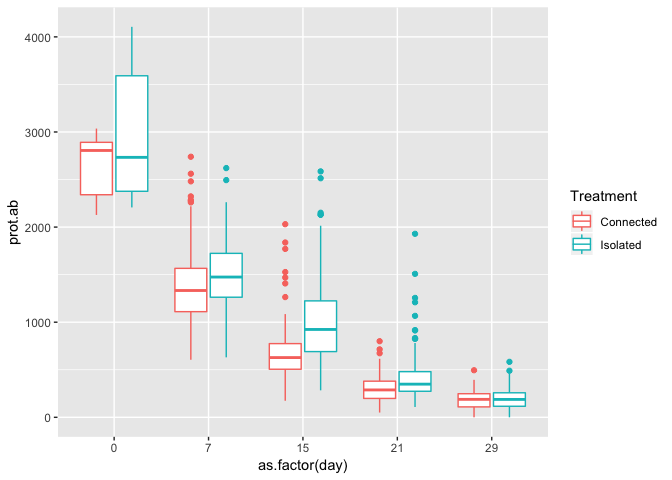 4000
3000
2000
1000
0
prot.ab
0 7 15 21 29
as.factor(day)
Treatment
Connected
Isolated